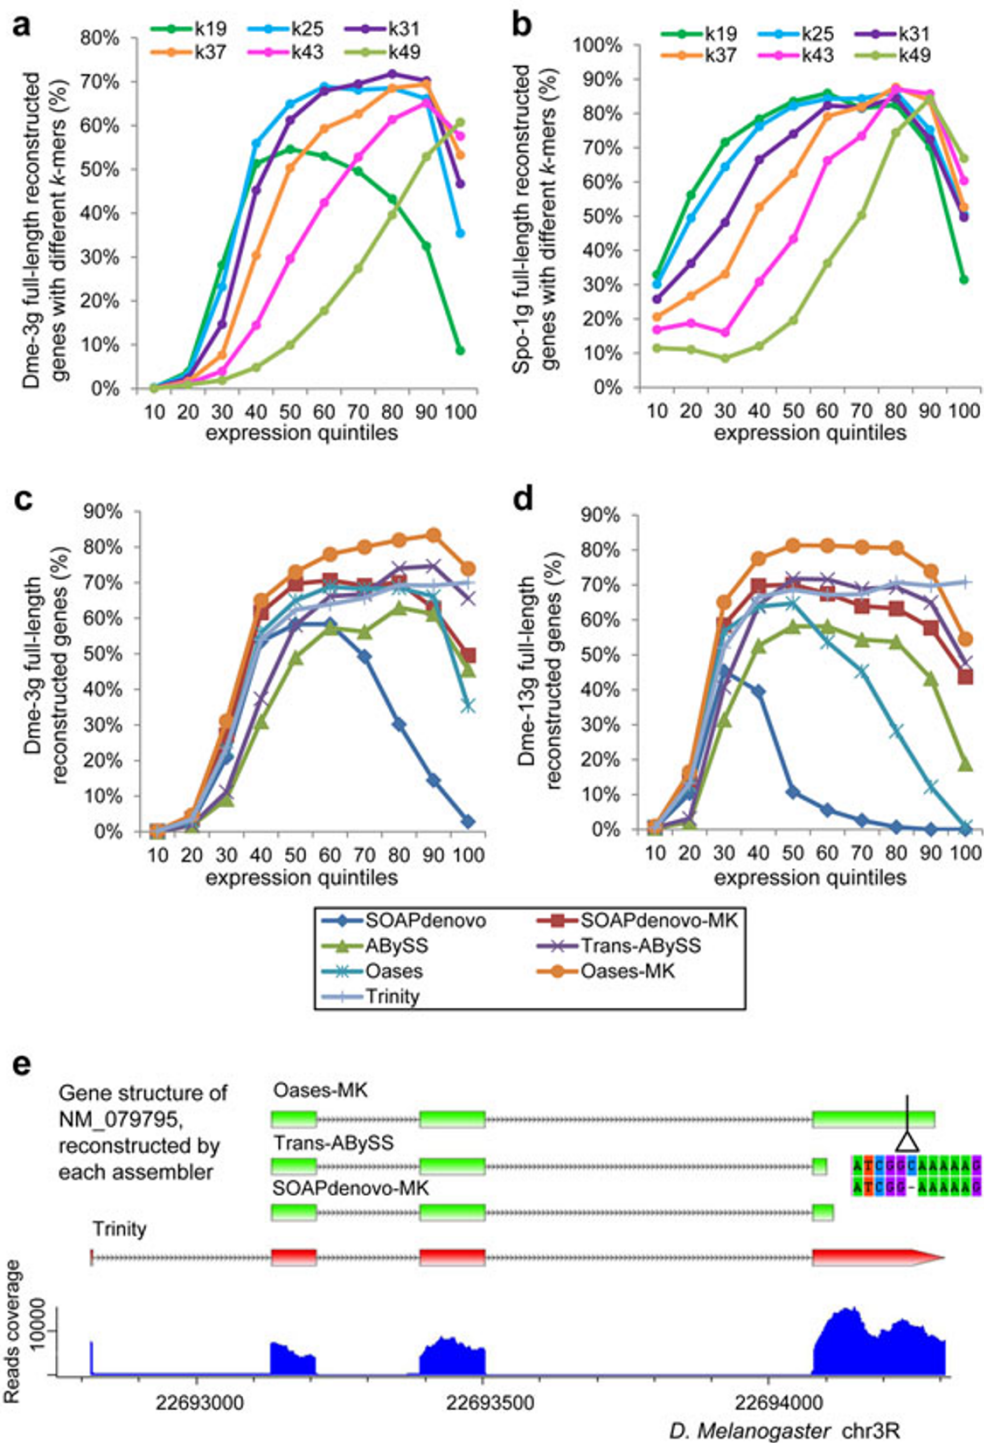 a
k19 k25 k31
k37 k43 k49
Dme-3g full-length reconstructed
genes with different k-mers (%)
80%
70%
60%
50%
40%
30%
20%
10%
0%
10 20 30 40 50 60 70 80 90 100
expression quintiles
b
k19 k25 k31
k37 k43 k49
Spo-1g full-length reconstructed
genes with different k-mers (%)
100%
90%
80%
70%
60%
50%
40%
30%
20%
10%
0%
10 20 30 40 50 60 70 80 90 100
expression quintiles
c
Dme-3g full-length
reconstructed genes (%)
90%
80%
70%
60%
50%
40%
30%
20%
10%
0%
10 20 30 40 50 60 70 80 90 100
expression quintiles
d
Dme-13g full-length
reconstructed genes (%)
90%
80%
70%
60%
50%
40%
30%
20%
10%
0%
10 20 30 40 50 60 70 80 90 100
expression quintiles
SOAPdenovo SOAPdenovo-MK
ABySS Trans-ABySS
Oases Oases-MK
Trinity
e
Gene structure of
NM_079795,
reconstructed by
each assembler
Oases-MK
Trans-ABySS
SOAPdenovo-MK
Trinity
ATCGGCAAAAAG
ATCGG-AAAAAG
Reads coverage
10000
22693000 22693500 22694000
D. Melanogaster chr3R